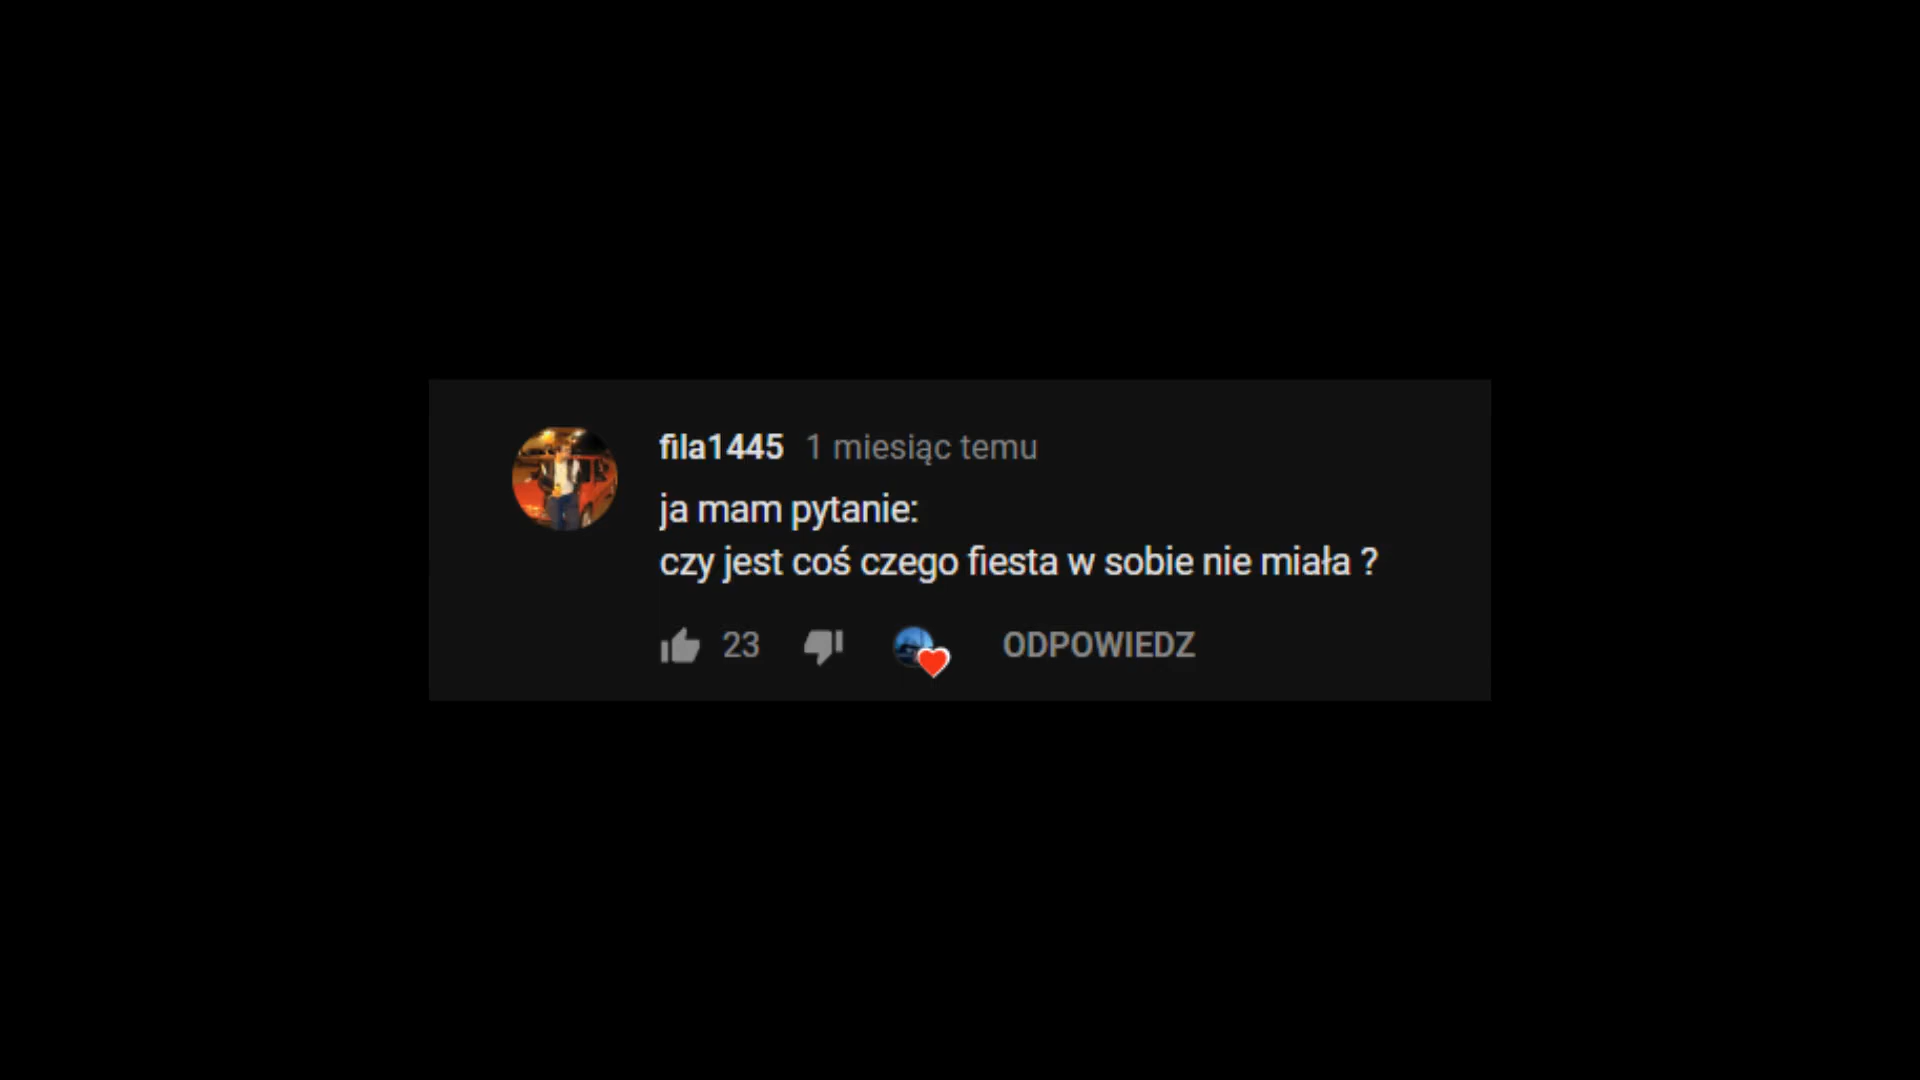 fila1445 1 miesiąc temu
ja mam pytanie:
czy jest coś czego fiesta w sobie nie miała ?
23 ODPOWIEDZ